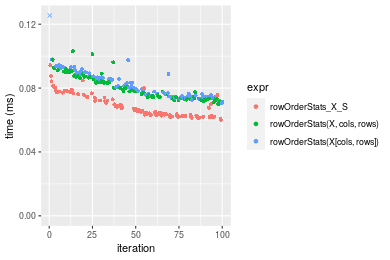 0.12
0.08
0.04
0.00
time (ms)
0
25
50
75
100
iteration
expr
rowOrderStats_X_S
rowOrderStats(X, cols, rows)
rowOrderStats(X[cols, rows])